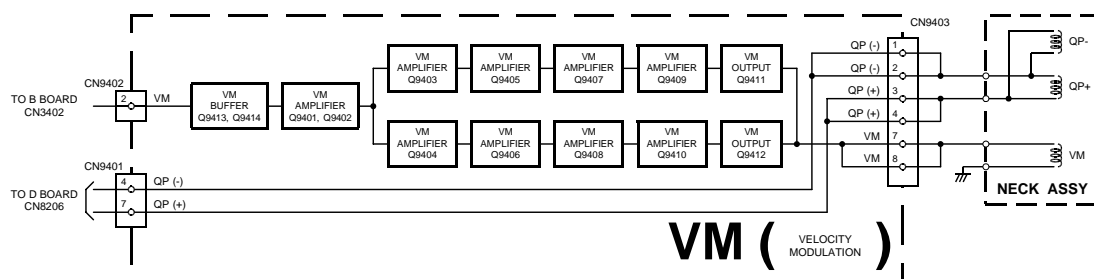 CN9403
QP (-)
1
QP-
VM
AMPLIFIER
Q9403
VM
AMPLIFIER
Q9405
VM
AMPLIFIER
Q9407
VM
AMPLIFIER
Q9409
VM
OUTPUT
Q9411
QP (-)
2
QP (+)
3
QP+
CN9402
TO B BOARD
CN3402
2
VM
VM
BUFFER
Q9413, Q9414
VM
AMPLIFIER
Q9401, Q9402
QP (+)
4
VM
AMPLIFIER
Q9404
VM
AMPLIFIER
Q9406
VM
AMPLIFIER
Q9408
VM
AMPLIFIER
Q9410
VM
OUTPUT
Q9412
VM
7
VM
8
VM
CN9401
TO D BOARD
CN8206
4
QP (-)
7
QP (+)
NECK ASSY
VM ( VELOCITY
MODULATION )